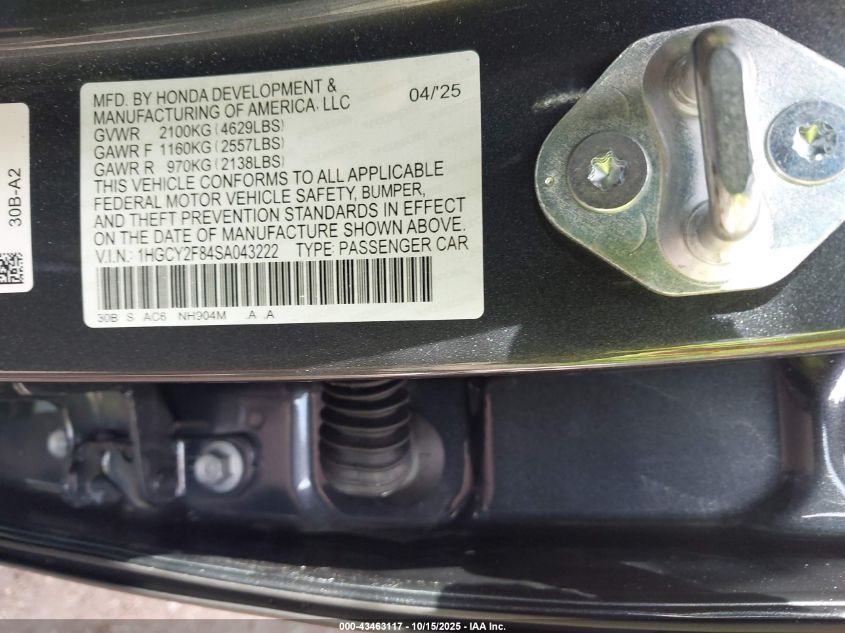 MFD. BY HONDA DEVELOPMENT & 04/'25
MANUFACTURING OF AMERICA, LLC
GVWR 2100KG (4629LBS)
GAWR F 1160KG (2557LBS)
GAWR R 970KG (2138LBS)
THIS VEHICLE CONFORMS TO ALL APPLICABLE
FEDERAL MOTOR VEHICLE SAFETY, BUMPER,
AND THEFT PREVENTION STANDARDS IN EFFECT
ON THE DATE OF MANUFACTURE SHOWN ABOVE.
V.I.N.: 1HGCY2F84SA043222 TYPE: PASSENGER CAR
30B S AC6 NH904M .A .A
30B-A2
000-43463117 - 10/15/2025 - IAA Inc.